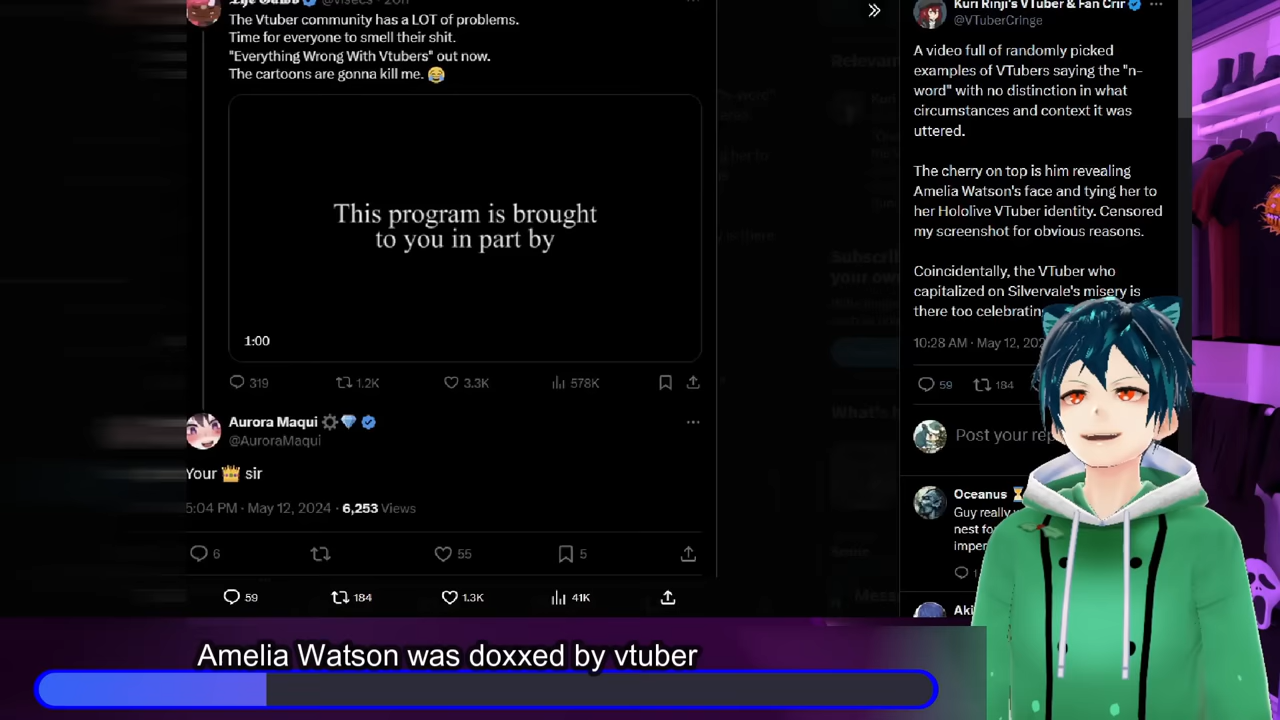 The Vtuber community has a LOT of problems.
Time for everyone to smell their shit.
"Everything Wrong With Vtubers" out now.
The cartoons are gonna kill me. 😂
This program is brought
to you in part by
1:00
319 1.2K 3.3K 578K
Aurora Maqui
@AuroraMaqui
Your 👑 sir
5:04 PM · May 12, 2024 · 6,253 Views
6 55 5
59 184 1.3K 41K
Kuri Rinji's VTuber & Fan
@VTuberCringe
A video full of randomly picked
examples of VTubers saying the "n-
word" with no distinction in what
circumstances and context it was
uttered.
The cherry on top is him revealing
Amelia Watson's face and tying her to
her Hololive VTuber identity. Censored
my screenshot for obvious reasons.
Coincidentally, the VTuber who
capitalized on Silvervale's misery is
there too celebrating
10:28 AM · May 12,
59 184
Post your
Oceanus
Guy really
Amelia Watson was doxxed by vtuber